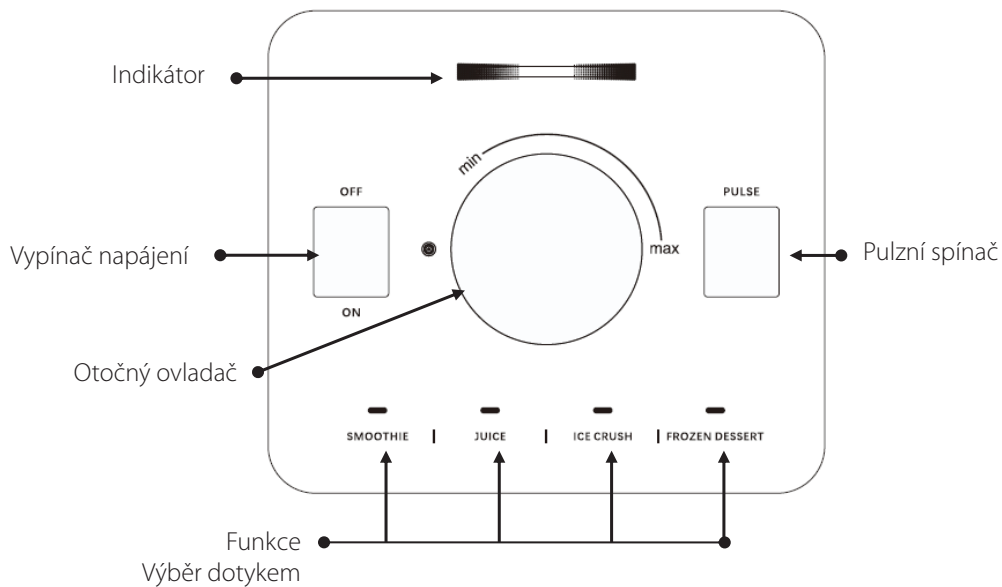 Indikátor
min
OFF
PULSE
max
Vypínač napájení
Pulzní spínač
ON
Otočný ovladač
SMOOTHIE | JUICE | ICE CRUSH | FROZEN DESSERT
Funkce
Výběr dotykem